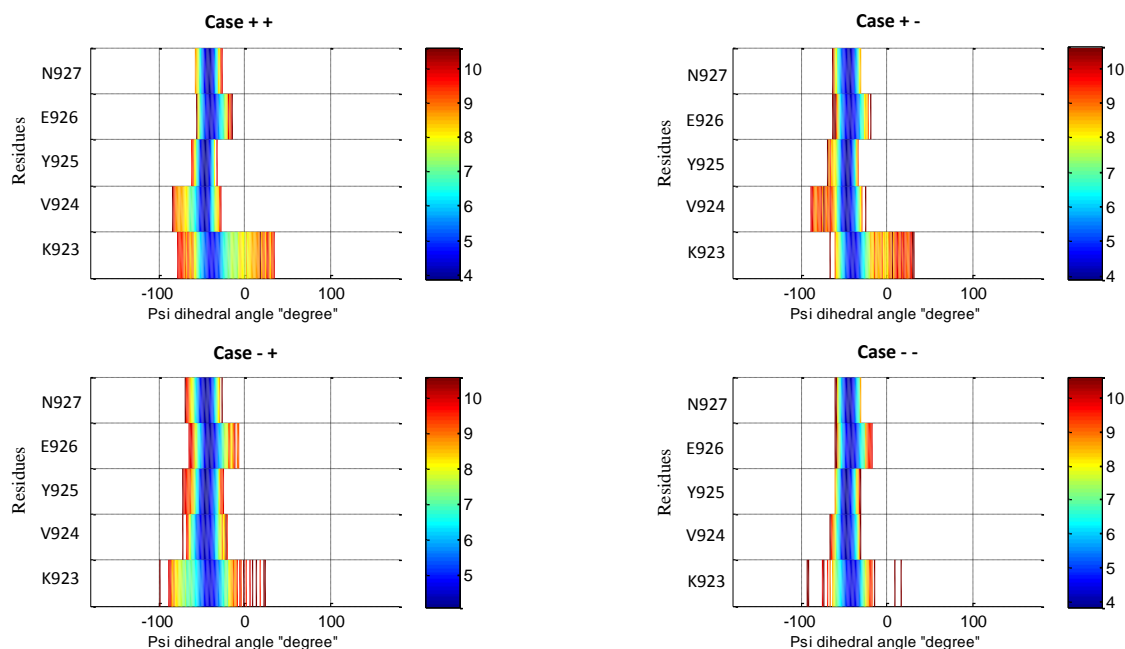 Case + +
Residues
N927
E926
Y925
V924
K923
-100 0 100
Psi dihedral angle "degree"
10
9
8
7
6
5
4
Case + -
Residues
N927
E926
Y925
V924
K923
-100 0 100
Psi dihedral angle "degree"
10
9
8
7
6
5
4
Case - +
Residues
N927
E926
Y925
V924
K923
-100 0 100
Psi dihedral angle "degree"
10
9
8
7
6
5
Case - -
Residues
N927
E926
Y925
V924
K923
-100 0 100
Psi dihedral angle "degree"
10
9
8
7
6
5
4